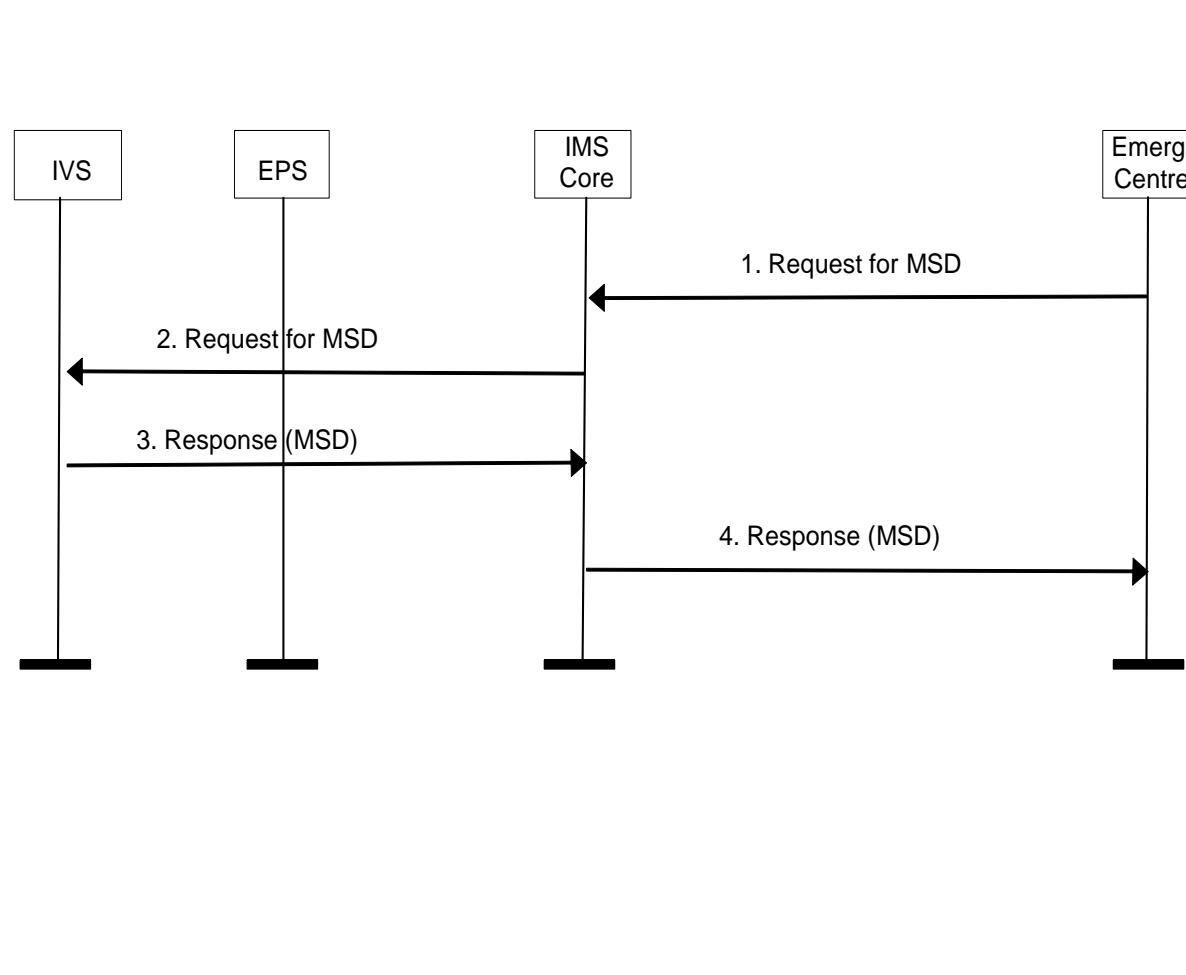 IVS
EPS
IMS
Core
Emerg
Centre
1. Request for MSD
2. Request for MSD
3. Response (MSD)
4. Response (MSD)